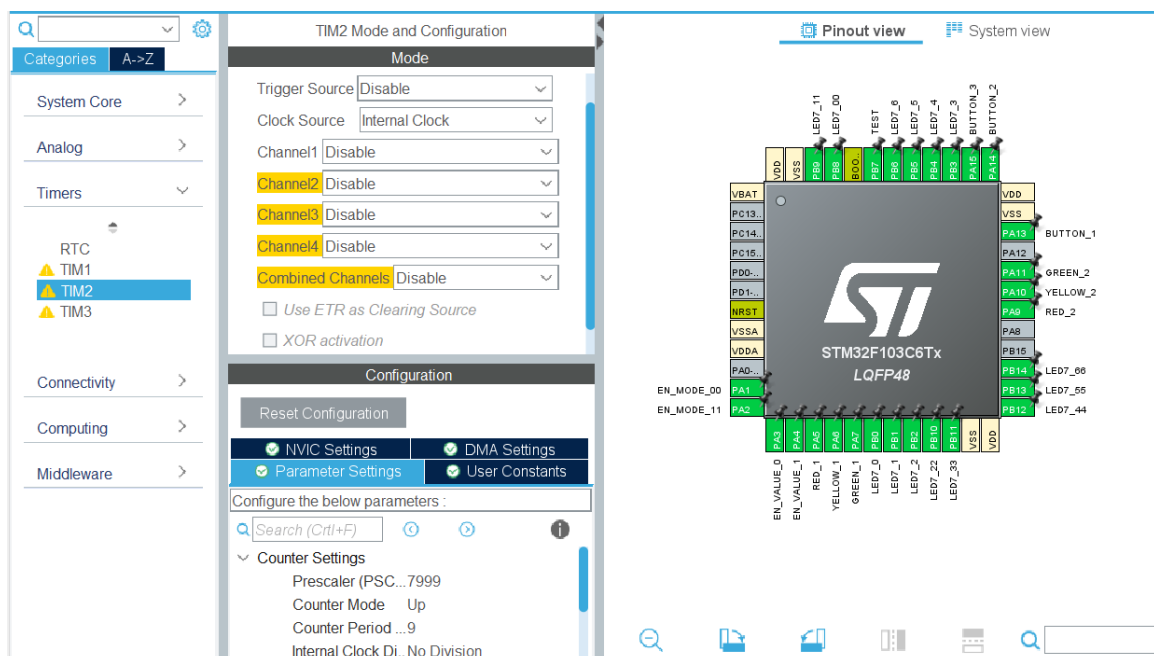 TIM2 Mode and Configuration
Pinout view
System view
Categories
A->Z
Mode
System Core
Analog
Timers
RTC
TIM1
TIM2
TIM3
Connectivity
Computing
Middleware
Trigger Source Disable
Clock Source Internal Clock
Channel1 Disable
Channel2 Disable
Channel3 Disable
Channel4 Disable
Combined Channels Disable
Use ETR as Clearing Source
XOR activation
Configuration
Reset Configuration
NVIC Settings
DMA Settings
Parameter Settings
User Constants
Configure the below parameters :
Search (Crtl+F)
Counter Settings
Prescaler (PSC... 7999
Counter Mode Up
Counter Period ... 9
Internal Clock Di.. No Division
LED7_11
LED7_00
TEST
LED7_6
LED7_5
LED7_4
LED7_3
BUTTON_3
BUTTON_2
VDD
VSS
PB9
PB8
BOO..
PB7
PB6
PB5
PB4
PB3
PA15
PA14
VBAT
PC13..
PC14..
PC15..
PD0-..
PD1-..
NRST
VSSA
VDDA
PA0-..
EN_MODE_00 PA1
EN_MODE_11 PA2
VDD
VSS
PA13 BUTTON_1
PA12
PA11 GREEN_2
PA10 YELLOW_2
PA9 RED_2
PA8
PB15
PB14 LED7_66
PB13 LED7_55
PB12 LED7_44
ST
STM32F103C6Tx
LQFP48
PA3
PA4
PA5
PA6
PA7
PB0
PB1
PB2
PB10
PB11
VSS
VDD
EN_VALUE_0
EN_VALUE_1
RED_1
YELLOW_1
GREEN_1
LED7_0
LED7_1
LED7_2
LED7_22
LED7_33